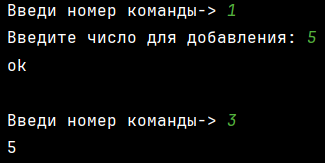 Введи номер команды-> 1
Введите число для добавления: 5
ok
Введи номер команды-> 3
5